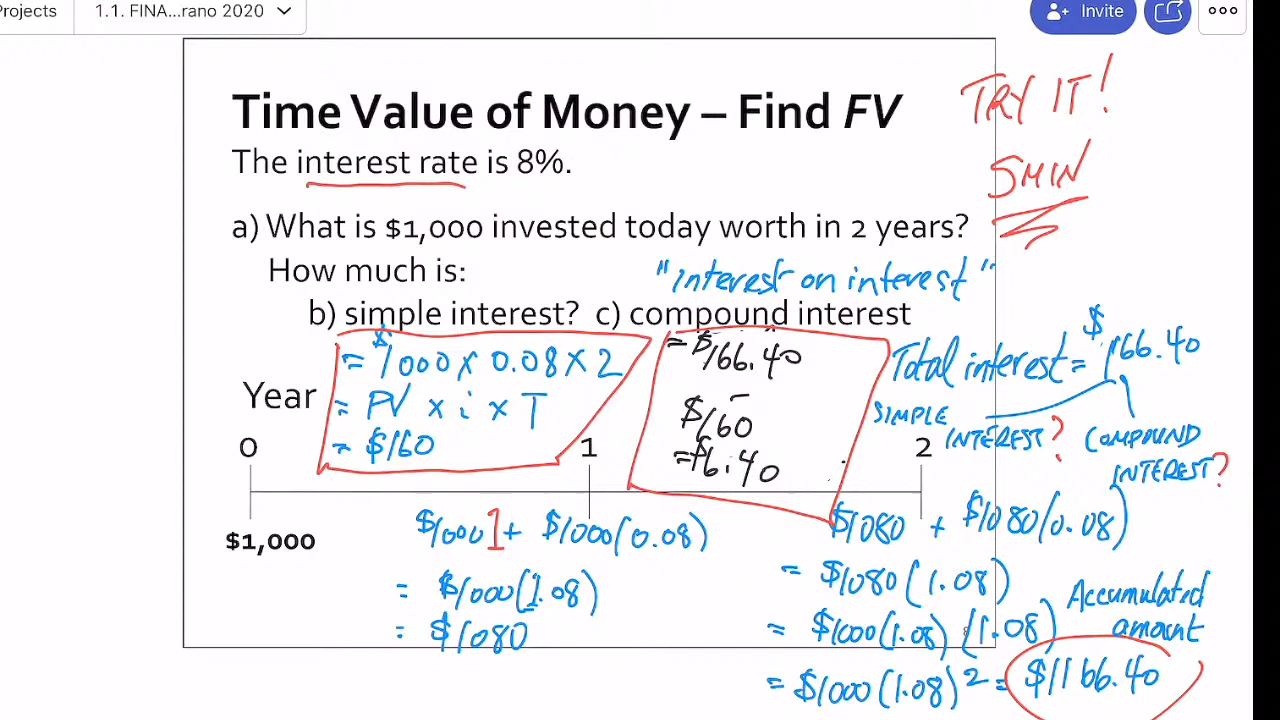 Projects
1.1. FINA...rano 2020
Invite
Time Value of Money – Find FV
TRY IT!
5MIN
The interest rate is 8%.
a) What is $1,000 invested today worth in 2 years?
How much is:
"Interest on interest"
b) simple interest? c) compound interest
= $1000 x 0.08 x 2
= PV x i x T
= $160
= $166.40
– $160
= $6.40
Total interest = $166.40
SIMPLE INTEREST?
COMPOUND INTEREST?
Year
0
1
2
$1,000
$1000 1 + $1000(0.08)
= $1000(1.08)
= $1080
$1080 + $1080(0.08)
= $1080(1.08)
= $1000(1.08)(1.08)
= $1000(1.08)2 = $1166.40
Accumulated amount